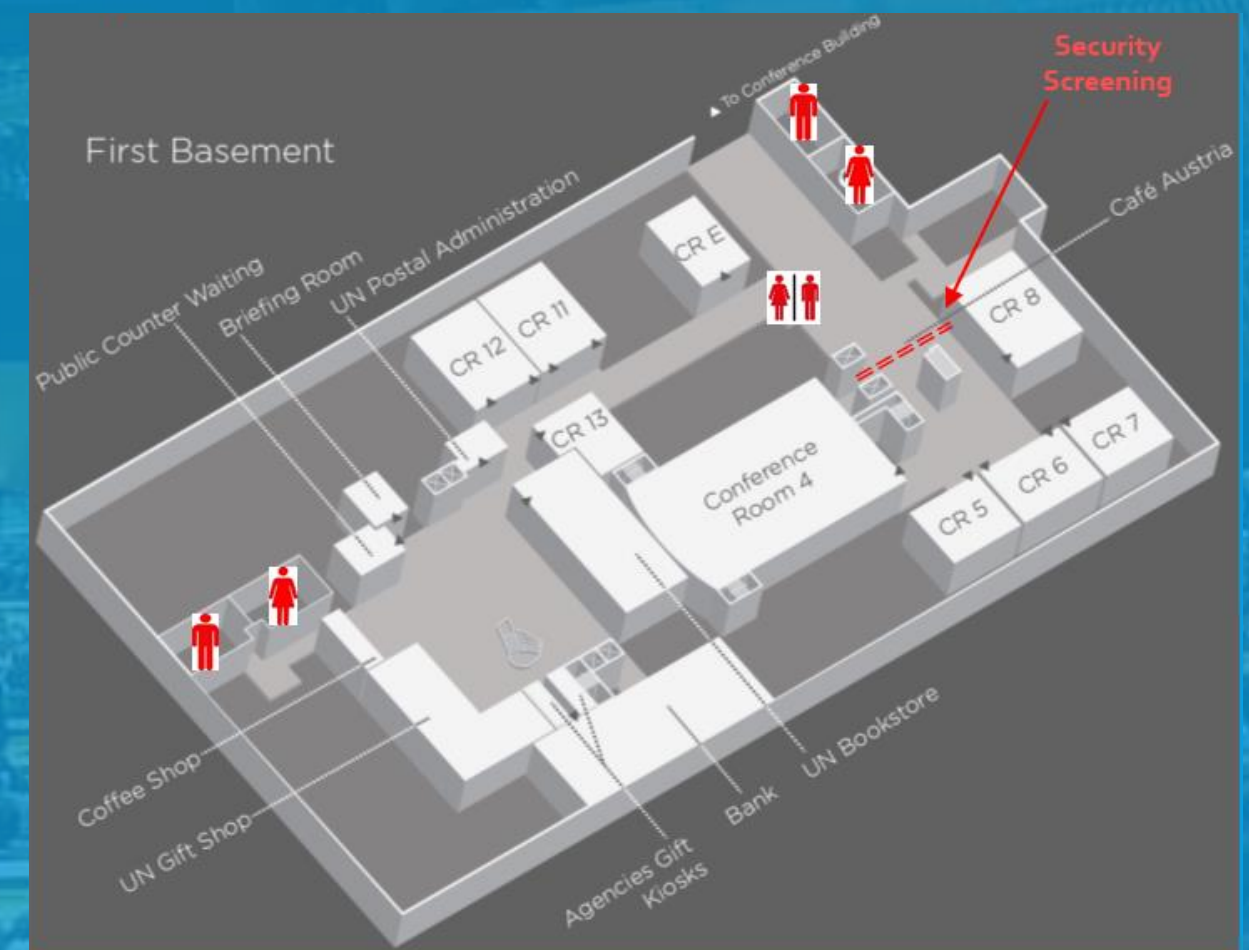 Security
Screening
To Conference Building
First Basement
Café Austria
UN Postal Administration
Briefing Room
Public Counter Waiting
CR E
CR 11
CR 12
CR 8
CR 13
CR 7
Conference
Room 4
CR 6
CR 5
Coffee Shop
UN Gift Shop
UN Bookstore
Bank
Agencies Gift
Kiosks